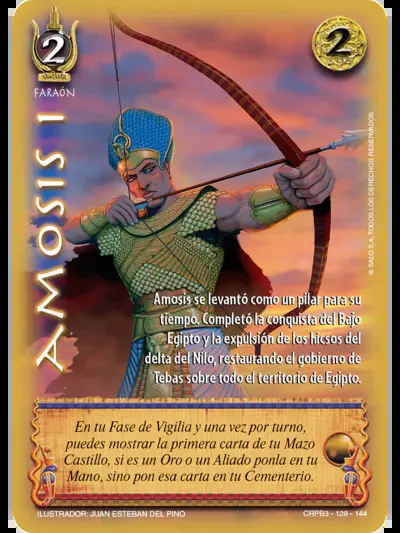 2
2
FARAÓN
AMOSIS I
© SALO S.A. TODOS LOS DERECHOS RESERVADOS
Amosis se levantó como un pilar para su
tiempo. Completó la conquista del Bajo
Egipto y la expulsión de los hicsos del
delta del Nilo, restaurando el gobierno de
Tebas sobre todo el territorio de Egipto.
En tu Fase de Vigilia y una vez por turno,
puedes mostrar la primera carta de tu Mazo
Castillo, si es un Oro o un Aliado ponla en tu
Mano, sino pon esa carta en tu Cementerio.
ILUSTRADOR: JUAN ESTEBAN DEL PINO
CRPB3 - 128 - 144